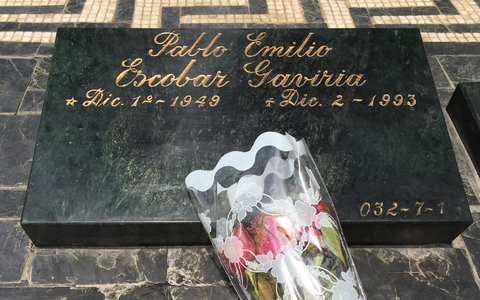 Pablo Emilio
Escobar Gaviria
☆ Dic. 1º-1949 ✝ Dic. 2-1993
032-7-1